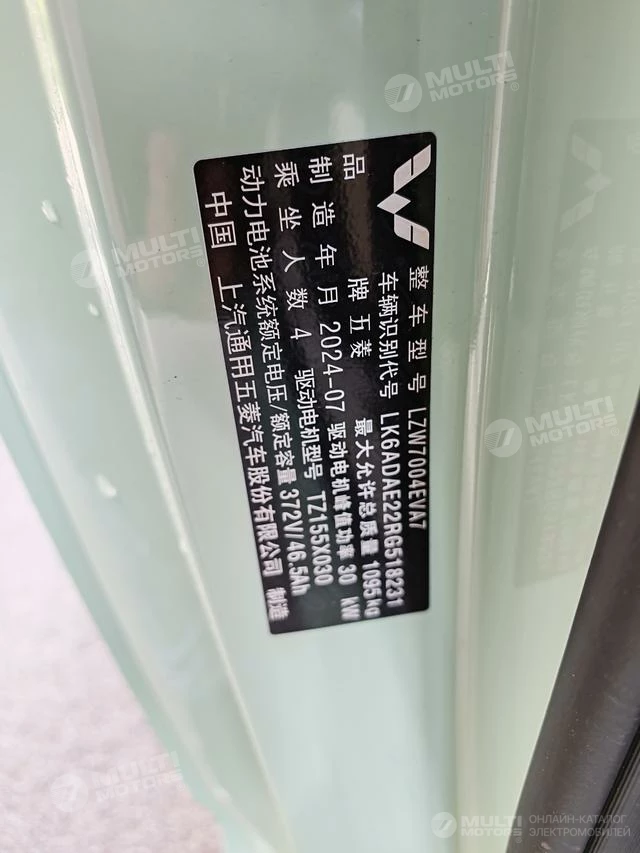 整车型号 LZW7004EVA7
车辆识别代号 LK6ADAE22RG518231
品 牌 五菱 最大允许总质量 1095kg
制造年月 2024-07 驱动电机峰值功率 30 kW
乘坐人数 4 驱动电机型号 TZ155X030
动力电池系统额定电压/额定容量 372V/46.5Ah
中国 上汽通用五菱汽车股份有限公司 制造
MULTI MOTORS
MULTI MOTORS
MULTI MOTORS
MULTI MOTORS
MULTI MOTORS
MULTI MOTORS
ОНЛАЙН-КАТАЛОГ
ЭЛЕКТРОМОБИЛЕЙ